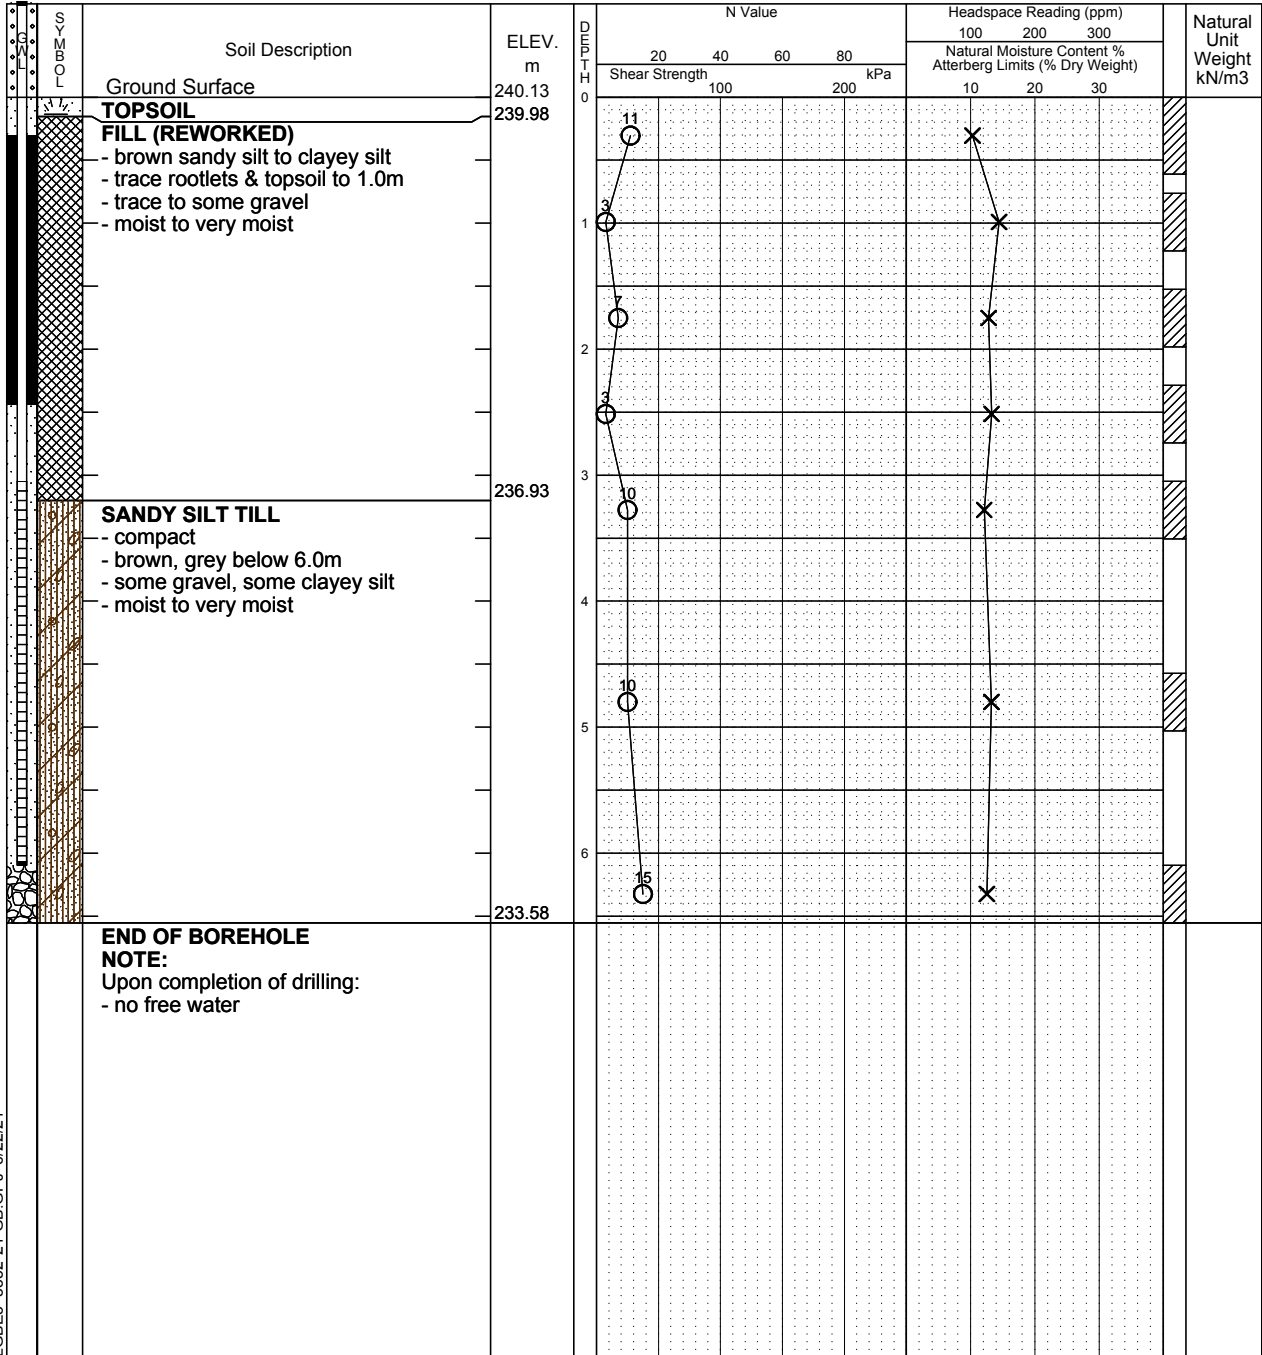 GWL
SYMBOL
Soil Description
Ground Surface
ELEV.
m
240.13
DEPTH
N Value
20 40 60 80
Shear Strength kPa
100 200
Headspace Reading (ppm)
100 200 300
Natural Moisture Content %
Atterberg Limits (% Dry Weight)
10 20 30
Natural
Unit
Weight
kN/m3
0
TOPSOIL
239.98
FILL (REWORKED)
- brown sandy silt to clayey silt
- trace rootlets & topsoil to 1.0m
- trace to some gravel
- moist to very moist
11
3
1
7
2
3
3
236.93
10
SANDY SILT TILL
- compact
- brown, grey below 6.0m
- some gravel, some clayey silt
- moist to very moist
4
10
5
6
15
233.58
END OF BOREHOLE
NOTE:
Upon completion of drilling:
- no free water